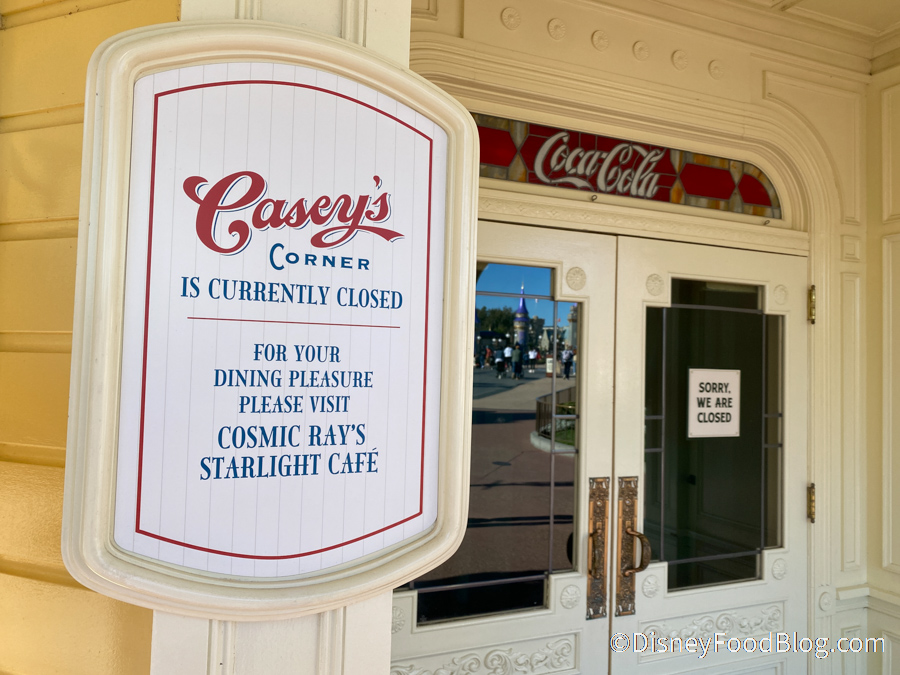 Casey's
CORNER
IS CURRENTLY CLOSED
FOR YOUR
DINING PLEASURE
PLEASE VISIT
COSMIC RAY'S
STARLIGHT CAFÉ
Coca-Cola
SORRY,
WE ARE
CLOSED
©DisneyFoodBlog.com